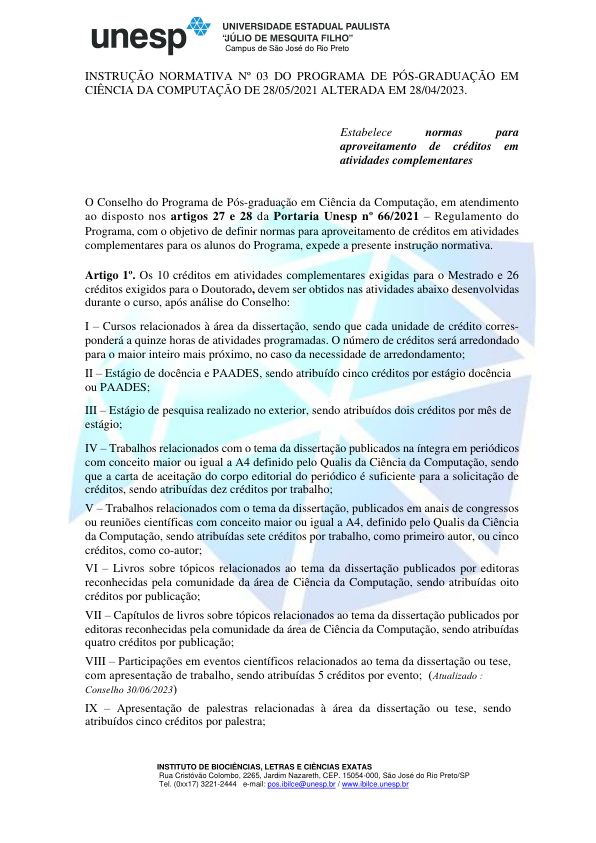 unesp
UNIVERSIDADE ESTADUAL PAULISTA
“JÚLIO DE MESQUITA FILHO”
Campus de São José do Rio Preto
INSTRUÇÃO NORMATIVA Nº 03 DO PROGRAMA DE PÓS-GRADUAÇÃO EM
CIÊNCIA DA COMPUTAÇÃO DE 28/05/2021 ALTERADA EM 28/04/2023.
Estabelece normas para
aproveitamento de créditos em
atividades complementares
O Conselho do Programa de Pós-graduação em Ciência da Computação, em atendimento
ao disposto nos artigos 27 e 28 da Portaria Unesp nº 66/2021 – Regulamento do
Programa, com o objetivo de definir normas para aproveitamento de créditos em atividades
complementares para os alunos do Programa, expede a presente instrução normativa.
Artigo 1º. Os 10 créditos em atividades complementares exigidas para o Mestrado e 26
créditos exigidos para o Doutorado, devem ser obtidos nas atividades abaixo desenvolvidas
durante o curso, após análise do Conselho:
I – Cursos relacionados à área da dissertação, sendo que cada unidade de crédito corres-
ponderá a quinze horas de atividades programadas. O número de créditos será arredondado
para o maior inteiro mais próximo, no caso da necessidade de arredondamento;
II – Estágio de docência e PAADES, sendo atribuído cinco créditos por estágio docência
ou PAADES;
III – Estágio de pesquisa realizado no exterior, sendo atribuídos dois créditos por mês de
estágio;
IV – Trabalhos relacionados com o tema da dissertação publicados na íntegra em periódicos
com conceito maior ou igual a A4 definido pelo Qualis da Ciência da Computação, sendo
que a carta de aceitação do corpo editorial do periódico é suficiente para a solicitação de
créditos, sendo atribuídas dez créditos por trabalho;
V – Trabalhos relacionados com o tema da dissertação, publicados em anais de congressos
ou reuniões científicas com conceito maior ou igual a A4, definido pelo Qualis da Ciência
da Computação, sendo atribuídas sete créditos por trabalho, como primeiro autor, ou cinco
créditos, como co-autor;
VI – Livros sobre tópicos relacionados ao tema da dissertação publicados por editoras
reconhecidas pela comunidade da área de Ciência da Computação, sendo atribuídas oito
créditos por publicação;
VII – Capítulos de livros sobre tópicos relacionados ao tema da dissertação publicados por
editoras reconhecidas pela comunidade da área de Ciência da Computação, sendo atribuídas
quatro créditos por publicação;
VIII – Participações em eventos científicos relacionados ao tema da dissertação ou tese,
com apresentação de trabalho, sendo atribuídas 5 créditos por evento; (Atualizado :
Conselho 30/06/2023)
IX – Apresentação de palestras relacionadas à área da dissertação ou tese, sendo
atribuídos cinco créditos por palestra;
INSTITUTO DE BIOCIÊNCIAS, LETRAS E CIÊNCIAS EXATAS
Rua Cristóvão Colombo, 2265, Jardim Nazareth, CEP. 15054-000, São José do Rio Preto/SP
Tel. (0xx17) 3221-2444 e-mail: pos.ibilce@unesp.br / www.ibilce.unesp.br